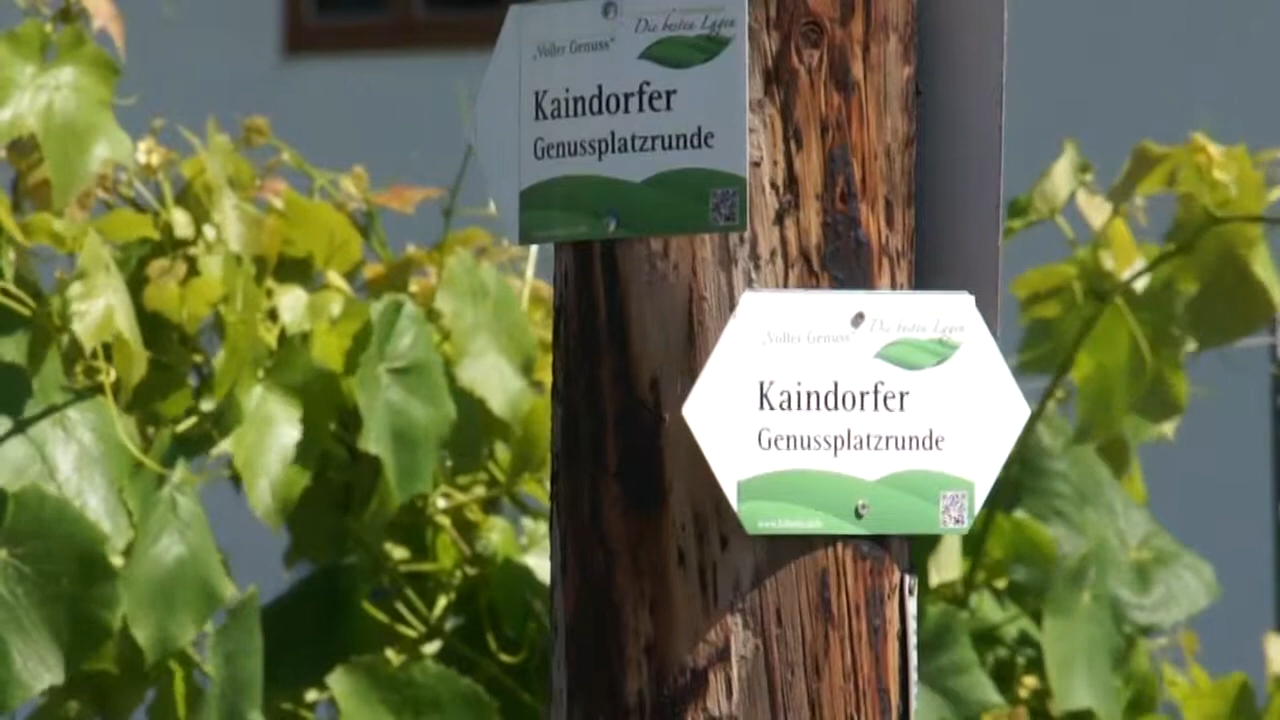 „Voller Genuss“
Die besten Lagen
Kaindorfer
Genussplatzrunde
„Voller Genuss“
Die besten Lagen
Kaindorfer
Genussplatzrunde